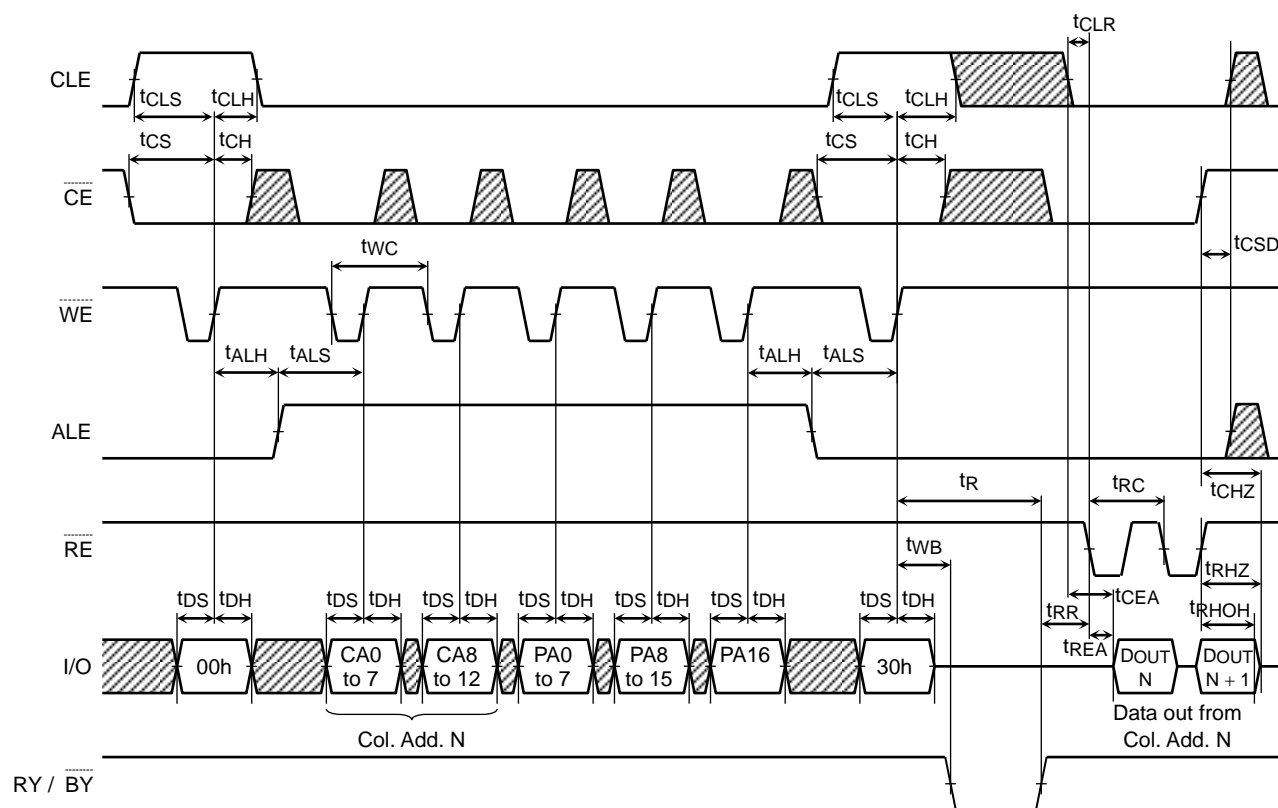 tCLR
CLE
tCLS tCLH tCLS tCLH
tCS tCH tCS tCH
CE
tWC tCSD
WE
tALH tALS tALH tALS
ALE
tR tRC tCHZ
RE
tWB tRHZ
tDS tDH tDS tDH tDS tDH tDS tDH tDS tDH tDS tDH tDS tDH tRR tCEA tRHOH
tREA
I/O 00h CA0 to 7 CA8 to 12 PA0 to 7 PA8 to 15 PA16 30h DOUT N DOUT N + 1
Col. Add. N
Data out from
Col. Add. N
RY / BY